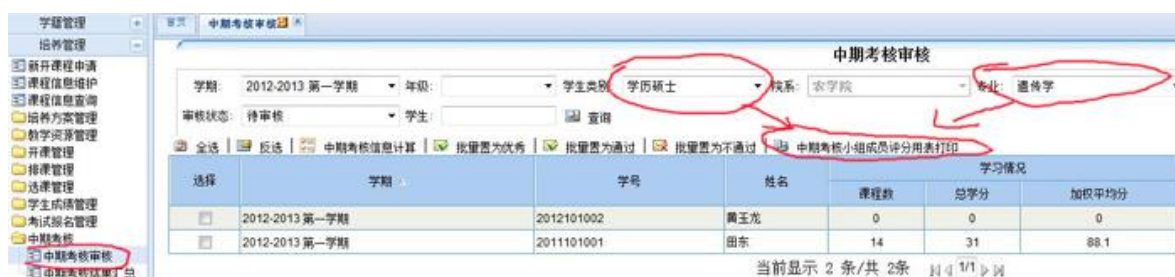 学籍管理
首页 中期考核审核
培养管理
新开课程申请
课程信息维护
课程信息查询
培养方案管理
教学资源管理
开课管理
排课管理
选课管理
学生成绩管理
考试报名管理
中期考核
中期考核审核
中期考核结果汇总
中期考核审核
学期: 2012-2013 第一学期 年级: 学生类别: 学历硕士 院系: 农学院 专业: 遗传学
审核状态: 待审核 学生: 查询
全选 反选 中期考核信息计算 批量置为优秀 批量置为通过 批量置为不通过 中期考核小组成员评分用表打印
选择 学期 学号 姓名 学习情况
课程数 总学分 加权平均分
2012-2013 第一学期 2012101002 黄玉龙 0 0 0
2012-2013 第一学期 2011101001 田东 14 31 88.1
当前显示 2 条/共 2条 1/1